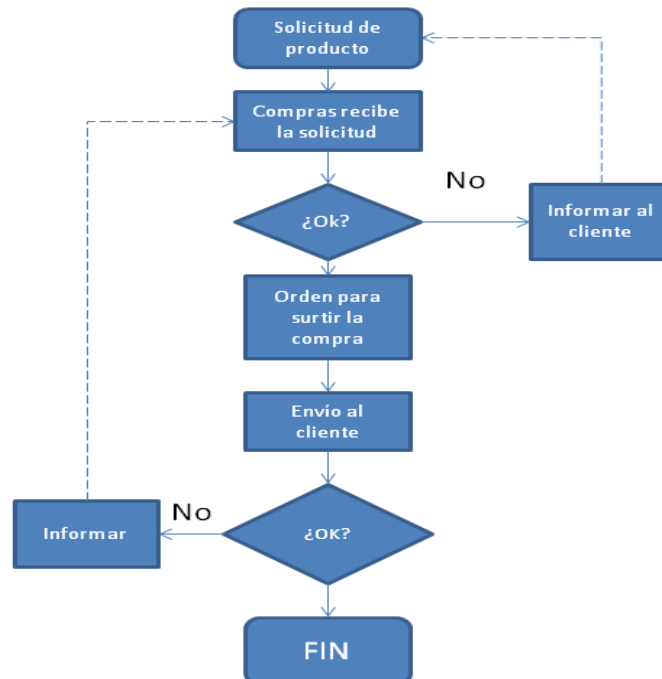 Solicitud de
producto
Compras recibe
la solicitud
No
¿Ok?
Informar al
cliente
Orden para
surtir la
compra
Envío al
cliente
No
Informar
¿OK?
FIN